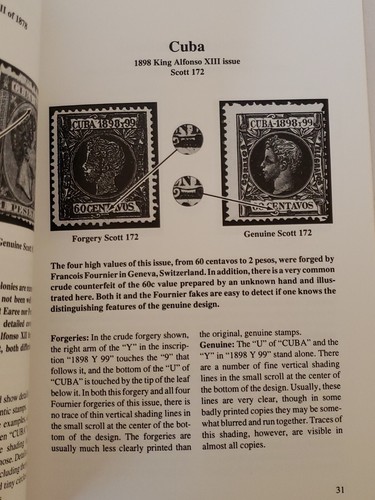 II of 1878
Cuba
1898 King Alfonso XIII issue
Scott 172
CUBA·1898·99
60 CENTAVOS
CUBA·1898·99
60 CENTAVOS
Forgery Scott 172
Genuine Scott 172
The four high values of this issue, from 60 centavos to 2 pesos, were forged by
Francois Fournier in Geneva, Switzerland. In addition, there is a very common
crude counterfeit of the 60c value prepared by an unknown hand and illus-
trated here. Both it and the Fournier fakes are easy to detect if one knows the
distinguishing features of the genuine design.
Forgeries: In the crude forgery shown,
the right arm of the "Y" in the inscrip-
tion "1898 Y 99" touches the "9" that
follows it, and the bottom of the "U" of
"CUBA" is touched by the tip of the leaf
below it. In both this forgery and all four
Fournier forgeries of this issue, there is
no trace of thin vertical shading lines in
the small scroll at the center of the bot-
tom of the design. The forgeries are
usually much less clearly printed than
the original, genuine stamps.
Genuine: The "U" of "CUBA" and the
"Y" in "1898 Y 99" stand alone. There
are a number of fine vertical shading
lines in the small scroll at the center of
the bottom of the design. Usually, these
lines are very clear, though in some
badly printed copies they may be some-
what blurred and run together. Traces of
this shading, however, are visible in
almost all copies.
31